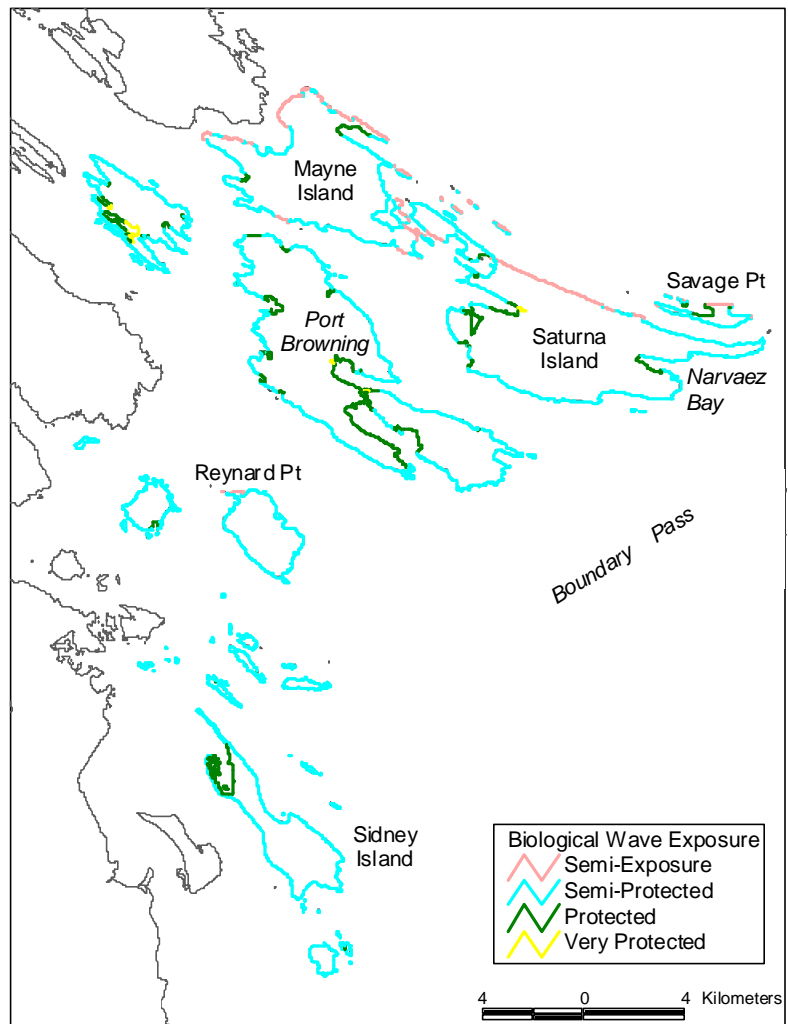 Mayne
Island
Savage Pt
Port
Browning
Saturna
Island
Narvaez
Bay
Reynard Pt
Boundary Pass
Sidney
Island
Biological Wave Exposure
Semi-Exposure
Semi-Protected
Protected
Very Protected
4 0 4 Kilometers